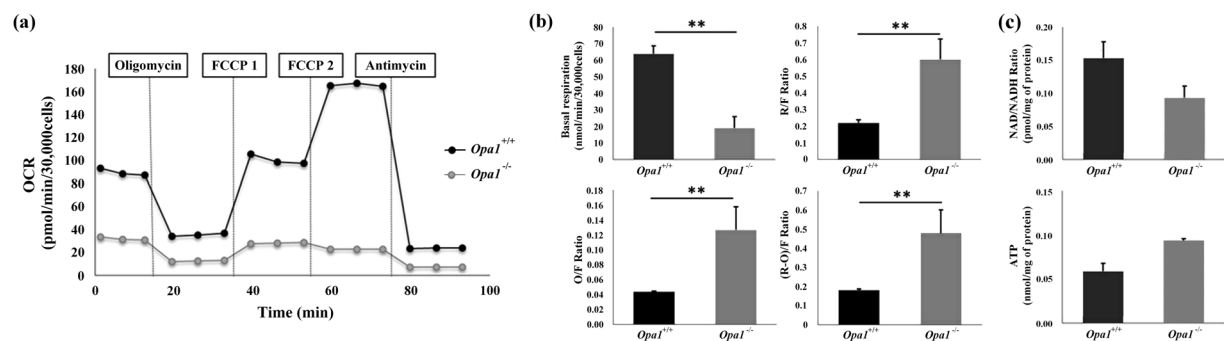 (a)
Oligomycin
FCCP 1
FCCP 2
Antimycin
OCR
(pmol/min/30,000cells)
180
160
140
120
100
80
60
40
20
0
0
20
40
60
80
100
Time (min)
Opa1+/+
Opa1-/-
(b)
Basal respiration
(nmol/min/30,000cells)
80
70
60
50
40
30
20
10
0
**
Opa1+/+
Opa1-/-
R/F Ratio
0.8
0.7
0.6
0.5
0.4
0.3
0.2
0.1
0
**
Opa1+/+
Opa1-/-
O/F Ratio
0.16
0.14
0.12
0.10
0.08
0.06
0.04
0.02
0.00
**
Opa1+/+
Opa1-/-
(R-O)/F Ratio
0.7
0.6
0.5
0.4
0.3
0.2
0.1
0
**
Opa1+/+
Opa1-/-
(c)
NAD/NADH Ratio
(pmol/mg of protein)
0.20
0.15
0.10
0.05
0.00
Opa1+/+
Opa1-/-
ATP
(nmol/mg of protein)
0.15
0.10
0.05
0.00
Opa1+/+
Opa1-/-